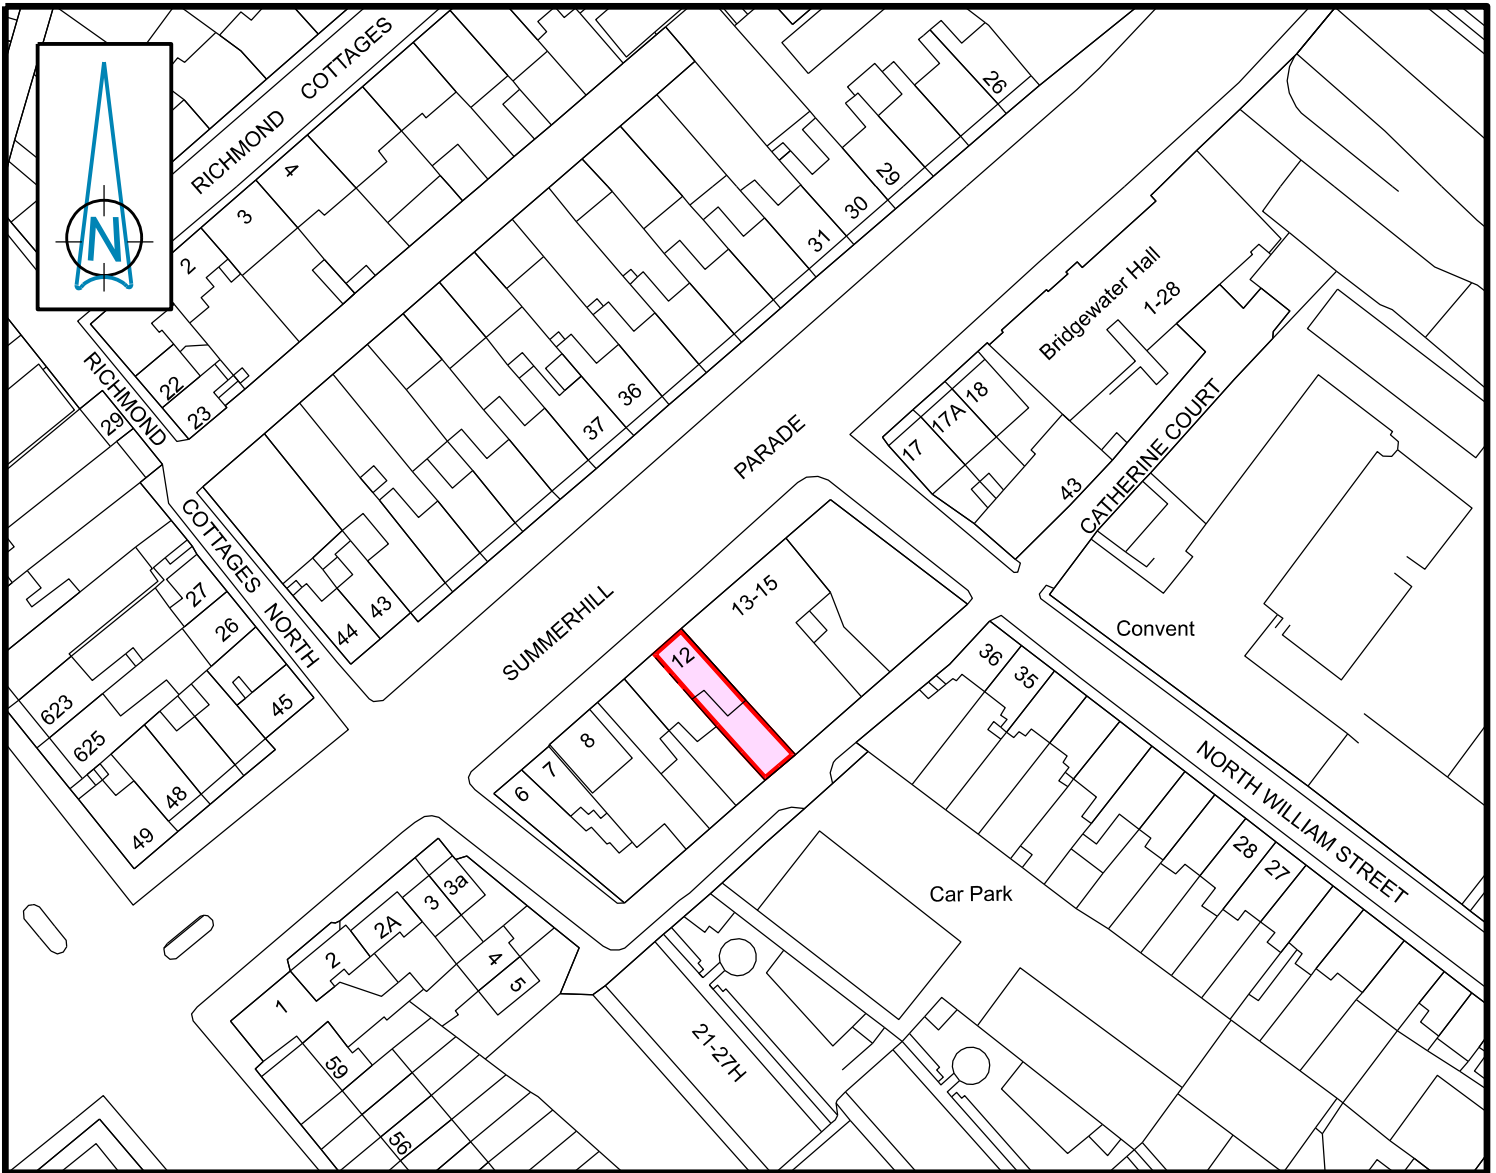 RICHMOND COTTAGES
N
4
3
2
26
29
30
31
22
23
29
RICHMOND
COTTAGES NORTH
36
37
Bridgewater Hall
1-28
18
17A
17
43
CATHERINE COURT
SUMMERHILL PARADE
27
26
44
43
45
623
625
48
49
13-15
12
8
7
6
Convent
36
35
NORTH WILLIAM STREET
28
27
Car Park
3a
3
2A
2
1
4
5
59
56
21-27H